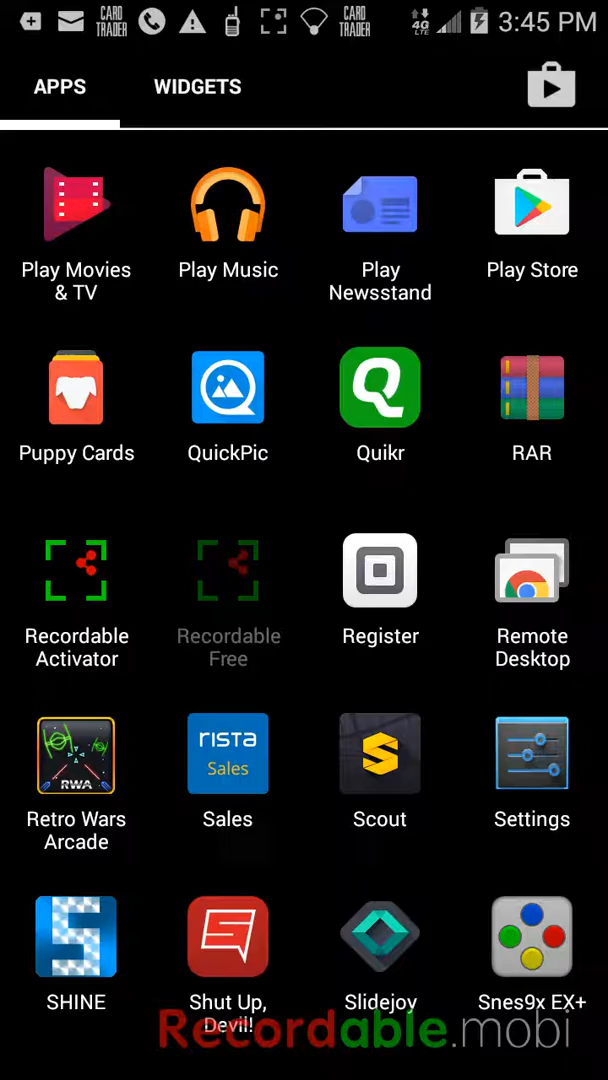 CARD
TRADER
CARD
TRADER
4G
LTE
3:45 PM
APPS
WIDGETS
Play Movies
& TV
Play Music
Play
Newsstand
Play Store
Puppy Cards
QuickPic
Quikr
RAR
Recordable
Activator
Recordable
Free
Register
Remote
Desktop
RWA
rista
Sales
S
Retro Wars
Arcade
Sales
Scout
Settings
S
SHINE
Shut Up,
Devil!
Slidejoy
Snes9x EX+
Recordable.mobi